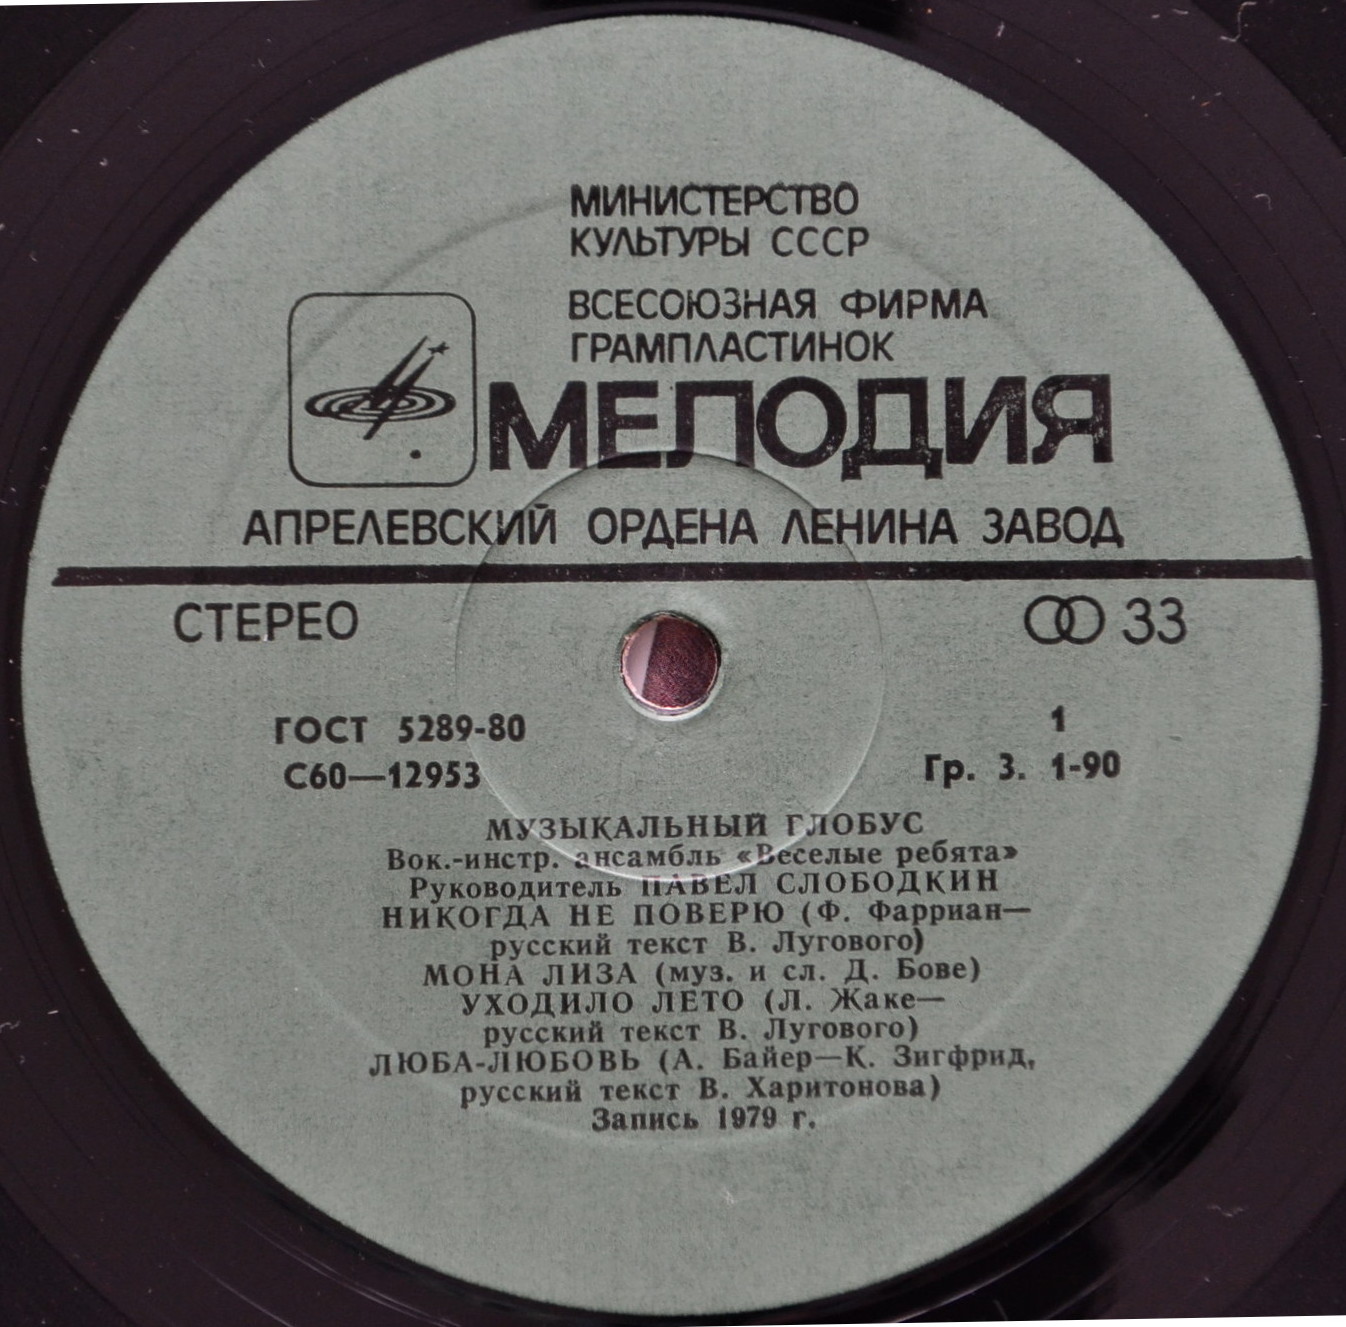 МИНИСТЕРСТВО
КУЛЬТУРЫ СССР
ВСЕСОЮЗНАЯ ФИРМА
ГРАМПЛАСТИНОК
МЕЛОДИЯ
АПРЕЛЕВСКИЙ ОРДЕНА ЛЕНИНА ЗАВОД
СТЕРЕО
33
ГОСТ 5289-80
1
С60—12953
Гр. 3. 1-90
МУЗЫКАЛЬНЫЙ ГЛОБУС
Вок.-инстр. ансамбль «Веселые ребята»
Руководитель ПАВЕЛ СЛОБОДКИН
НИКОГДА НЕ ПОВЕРЮ (Ф. Фарриан—
русский текст В. Лугового)
МОНА ЛИЗА (муз. и сл. Д. Бове)
УХОДИЛО ЛЕТО (Л. Жаке—
русский текст В. Лугового)
ЛЮБА-ЛЮБОВЬ (А. Байер—К. Зигфрид,
русский текст В. Харитонова)
Запись 1979 г.